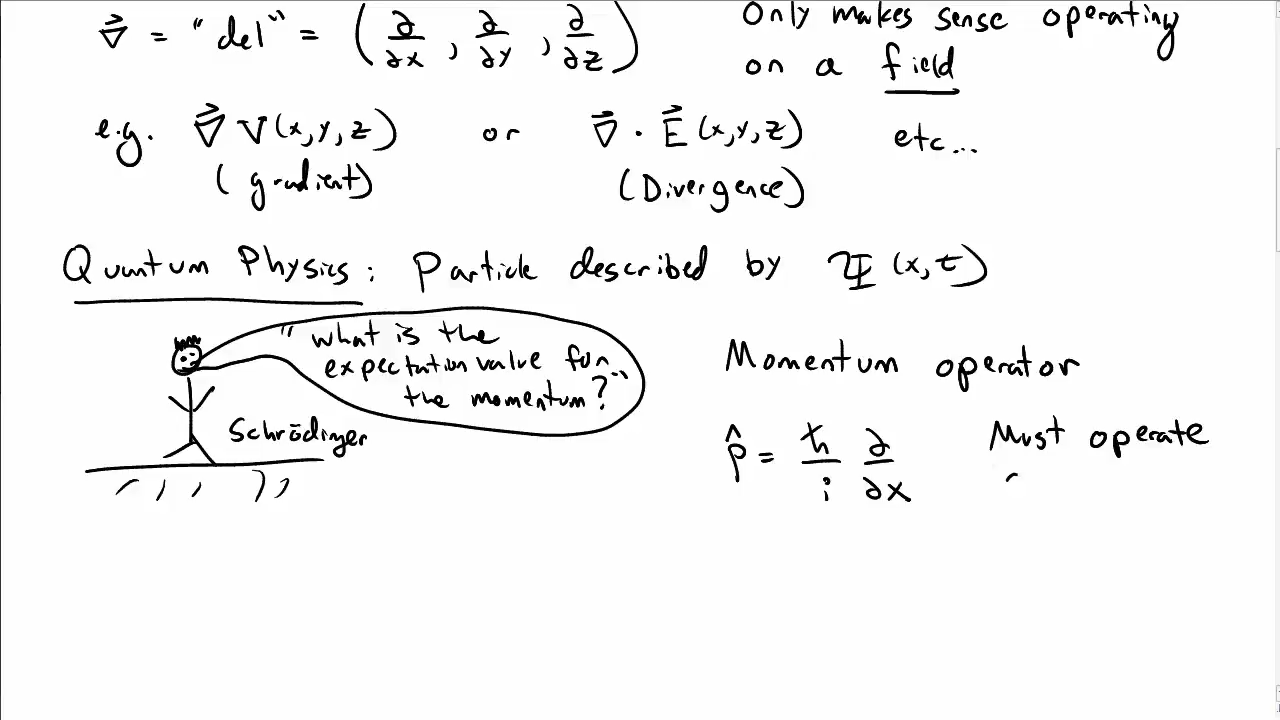 ∇⃗ = "del" = (∂/∂x, ∂/∂y, ∂/∂z)
Only makes sense operating
on a field
e.g. ∇⃗ V(x,y,z) or ∇⃗ · E⃗ (x,y,z) etc...
(gradient) (Divergence)
Quantum Physics: Particle described by Ψ(x,t)
"What is the
expectation value for
the momentum?"
Schrödinger
Momentum operator
p̂ = ħ/i ∂/∂x
Must operate